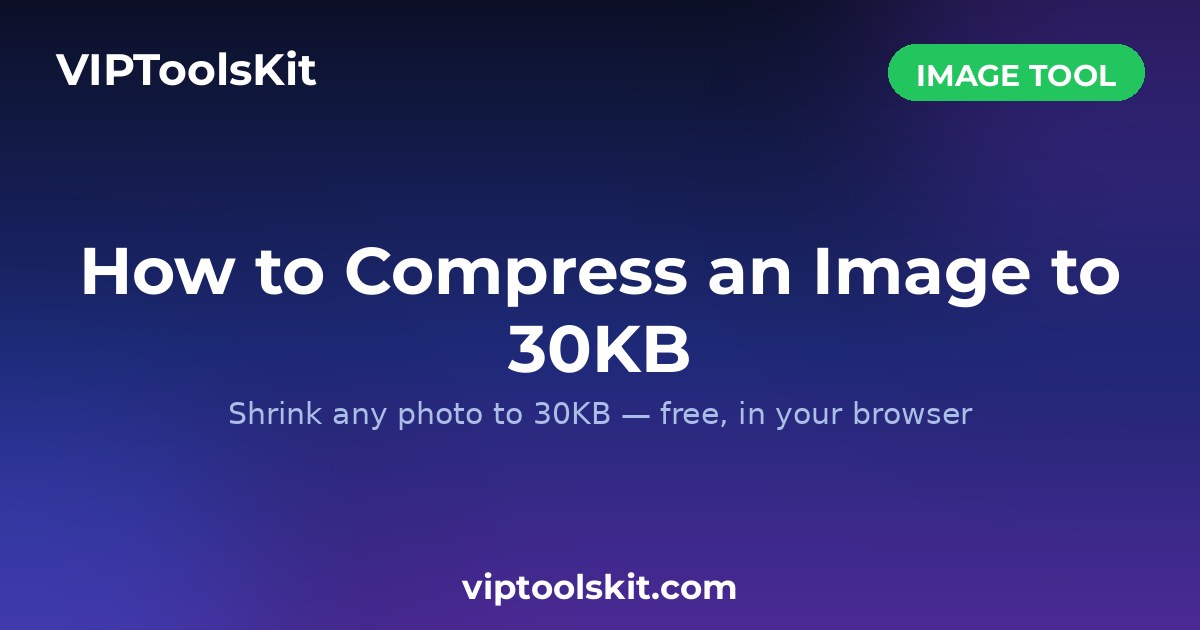 VIPToolsKit
IMAGE TOOL
How to Compress an Image to
30KB
Shrink any photo to 30KB — free, in your browser
viptoolskit.com